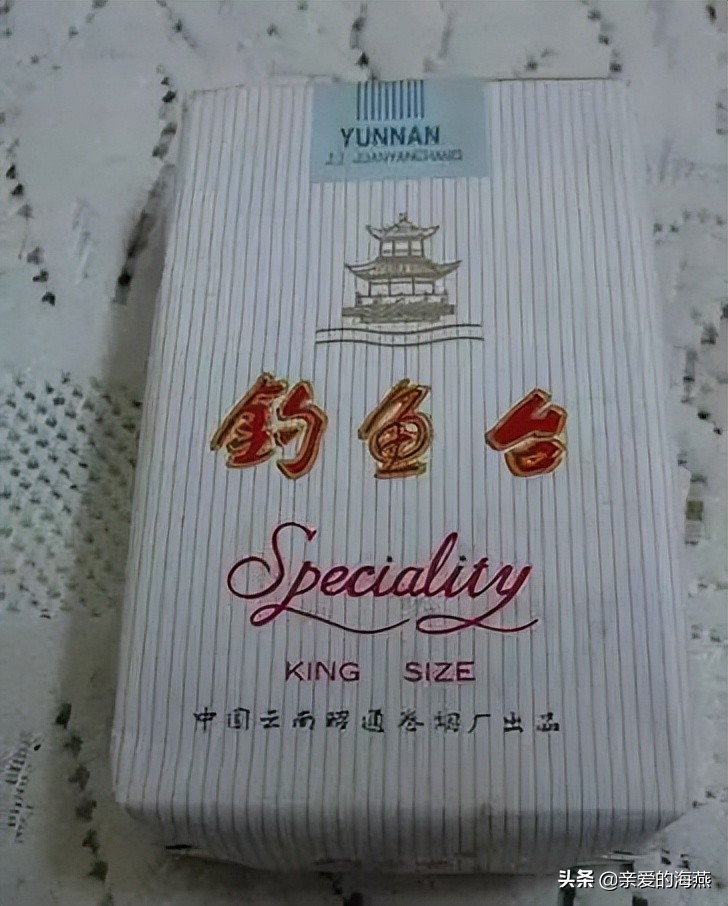 YUNNAN
JUANYANCHANG
钓鱼台
Speciality
KING SIZE
中国云南昭通卷烟厂出品
头条 @亲爱的海燕